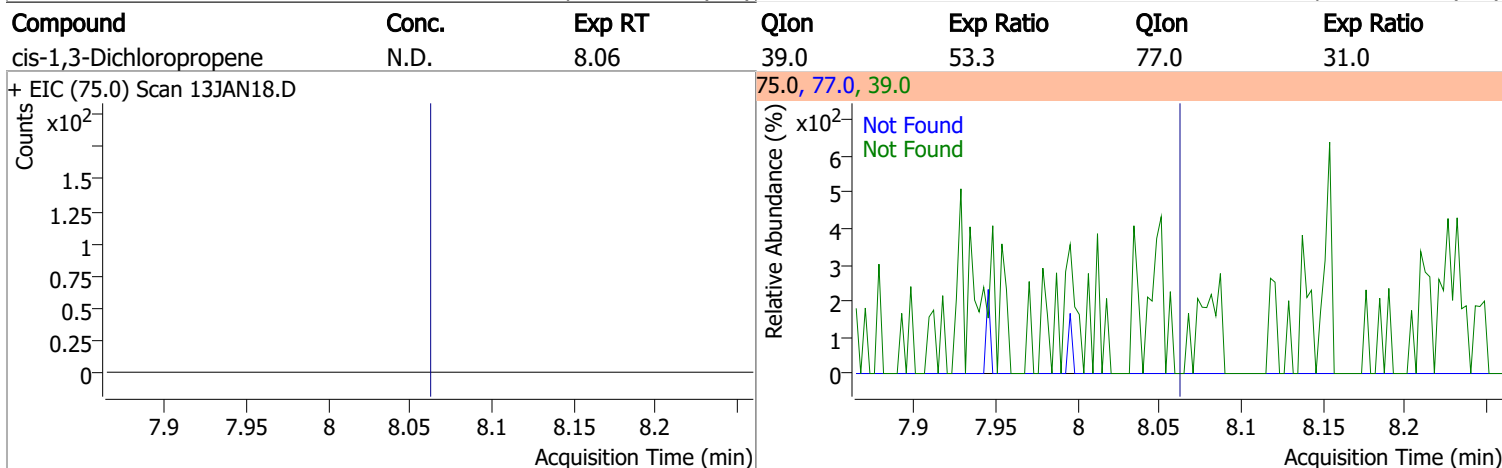 Compound Conc. Exp RT QIon Exp Ratio QIon Exp Ratio
cis-1,3-Dichloropropene N.D. 8.06 39.0 53.3 77.0 31.0
+ EIC (75.0) Scan 13JAN18.D
Counts
x10²
1.5
1.25
1
0.75
0.5
0.25
0
7.9 7.95 8 8.05 8.1 8.15 8.2
Acquisition Time (min)
75.0, 77.0, 39.0
Relative Abundance (%)
x10²
Not Found
Not Found
6
5
4
3
2
1
0
7.9 7.95 8 8.05 8.1 8.15 8.2
Acquisition Time (min)